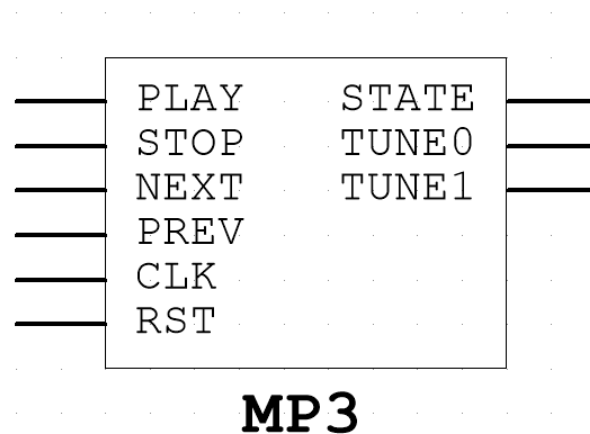 PLAY STATE
STOP TUNE0
NEXT TUNE1
PREV
CLK
RST
MP3